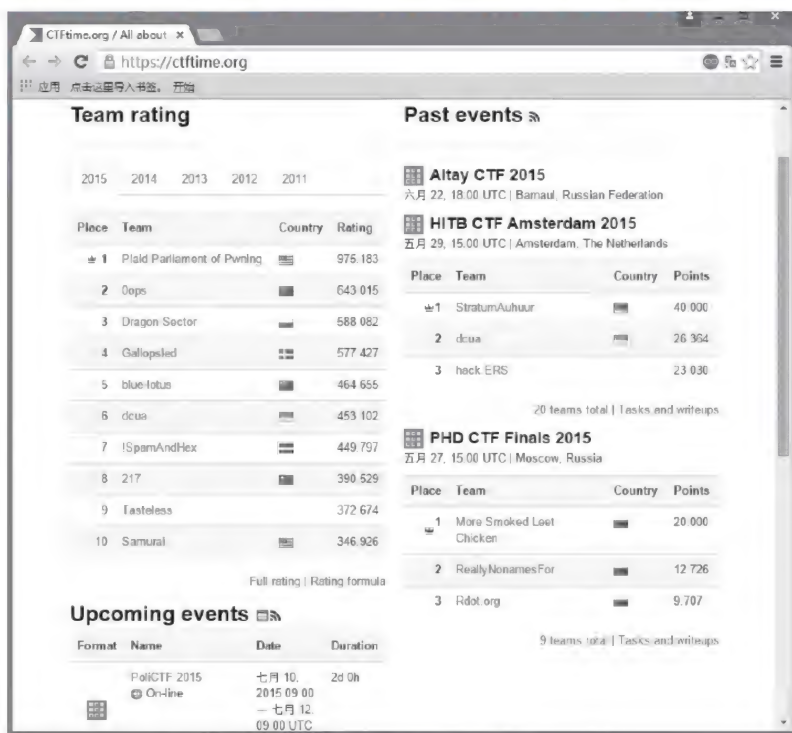 CTFtime.org / All about ×
https://ctftime.org
应用 点击这里导入书签。 开始
Team rating
2015 2014 2013 2012 2011
Place Team Country Rating
1 Plaid Parliament of Pwning 975.183
2 0ops 643.015
3 Dragon Sector 588.082
4 Gallopsled 577.427
5 blue-lotus 464.655
6 dcua 453.102
7 !SpamAndHex 449.797
8 217 390.529
9 Tasteless 372.674
10 Samurai 346.926
Full rating | Rating formula
Upcoming events
Format Name Date Duration
PoliCTF 2015 七月 10, 2d 0h
On-line 2015 09:00
— 七月 12,
09:00 UTC
Past events
Altay CTF 2015
六月 22, 18:00 UTC | Barnaul, Russian Federation
HITB CTF Amsterdam 2015
五月 29, 15:00 UTC | Amsterdam, The Netherlands
Place Team Country Points
1 StratumAuhuur 40.000
2 dcua 26.364
3 hack.ERS 23.030
20 teams total | Tasks and writeups
PHD CTF Finals 2015
五月 27, 15:00 UTC | Moscow, Russia
Place Team Country Points
1 More Smoked Leet 20.000
Chicken
2 ReallyNonamesFor 12.726
3 Rdot.org 9.707
9 teams total | Tasks and writeups